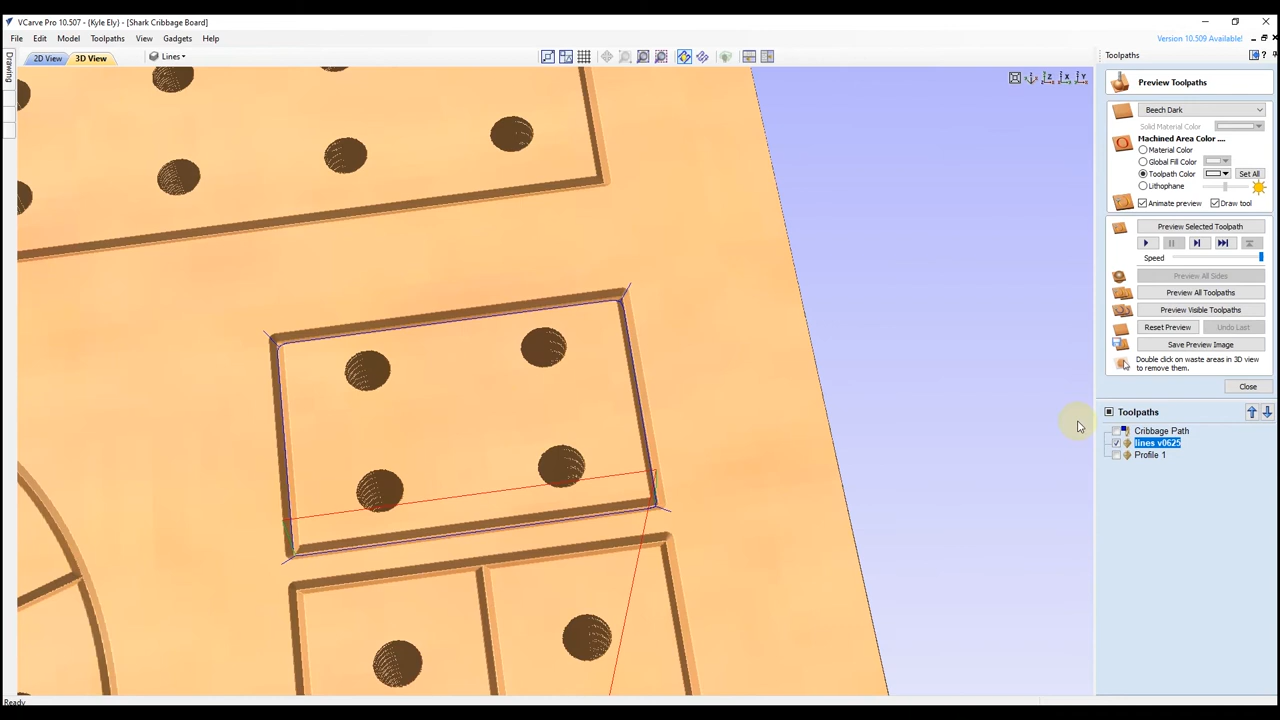 VCarve Pro 10.507 - {Kyle Ely} - [Shark Cribbage Board]
File Edit Model Toolpaths View Gadgets Help
Version 10.509 Available!
2D View 3D View Lines
Drawing
Toolpaths
?
Preview Toolpaths
Beech Dark
Solid Material Color
Machined Area Color ....
Material Color
Global Fill Color
Toolpath Color Set All
Lithophane
Animate preview Draw tool
Preview Selected Toolpath
Speed
Preview All Sides
Preview All Toolpaths
Preview Visible Toolpaths
Reset Preview Undo Last
Save Preview Image
Double click on waste areas in 3D view
to remove them.
Close
Toolpaths
Cribbage Path
lines v0625
Profile 1
Ready